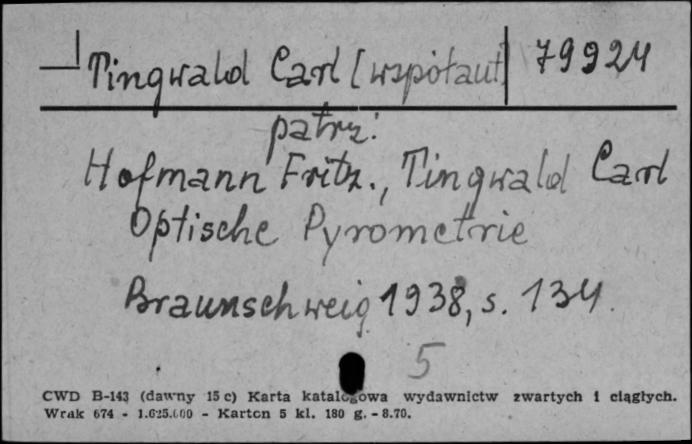 Tingwald Carl [współaut] 79924
patrz:
Hofmann Fritz., Tingwald Carl
Optische Pyrometrie
Braunschweig 1938, s. 134.
5
CWD B-143 (dawny 15 c) Karta katalogowa wydawnictw zwartych i ciągłych.
Wrak 674 - 1.625.000 - Karton 5 kl. 180 g. - 8.70.